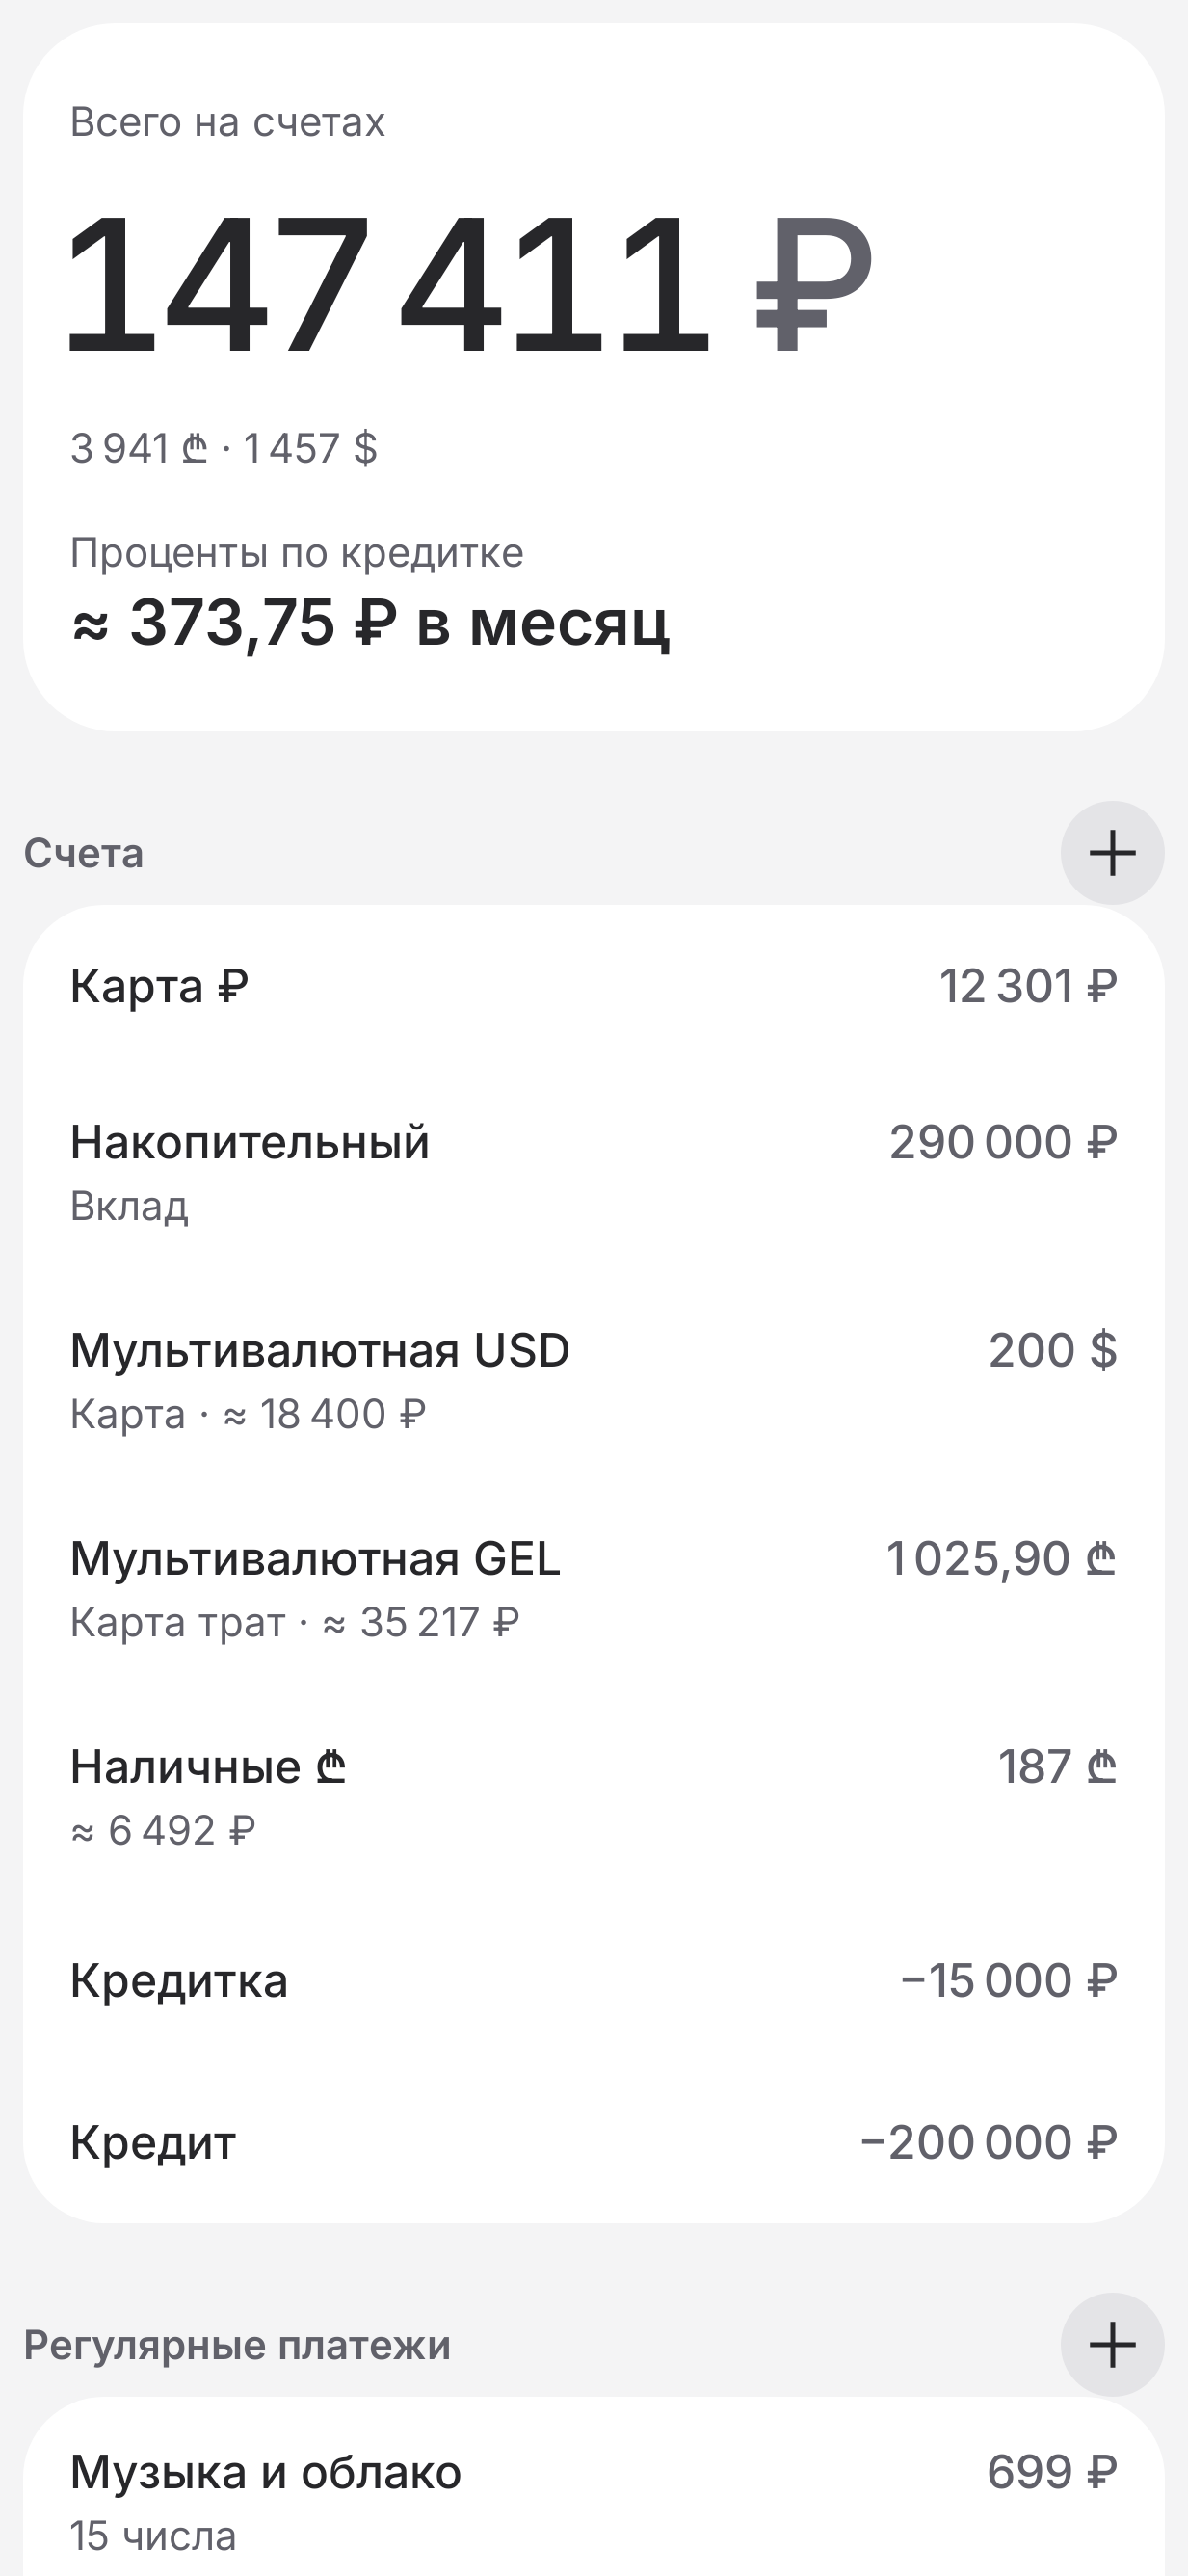 Всего на счетах
147 411 ₽
3 941 ₾ · 1 457 $
Проценты по кредитке
≈ 373,75 ₽ в месяц
Счета
Карта ₽ 12 301 ₽
Накопительный 290 000 ₽
Вклад
Мультивалютная USD 200 $
Карта · ≈ 18 400 ₽
Мультивалютная GEL 1 025,90 ₾
Карта трат · ≈ 35 217 ₽
Наличные ₾ 187 ₾
≈ 6 492 ₽
Кредитка −15 000 ₽
Кредит −200 000 ₽
Регулярные платежи
Музыка и облако 699 ₽
15 числа